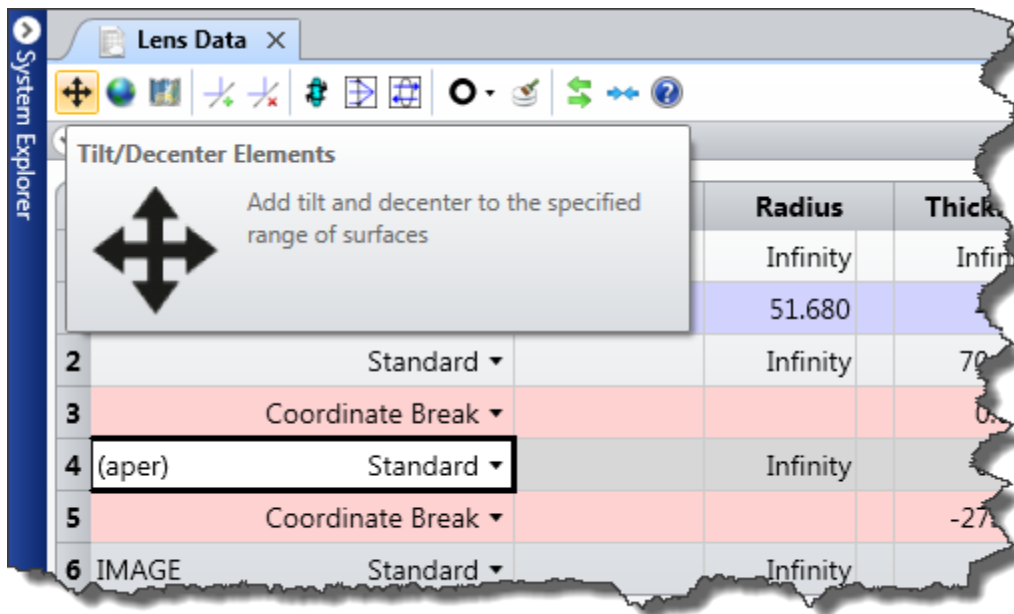 System Explorer
Lens Data
Tilt/Decenter Elements
Add tilt and decenter to the specified
range of surfaces
Radius
Infinity
51.680
2 Standard Infinity
3 Coordinate Break
4 (aper) Standard Infinity
5 Coordinate Break
6 IMAGE Standard Infinity